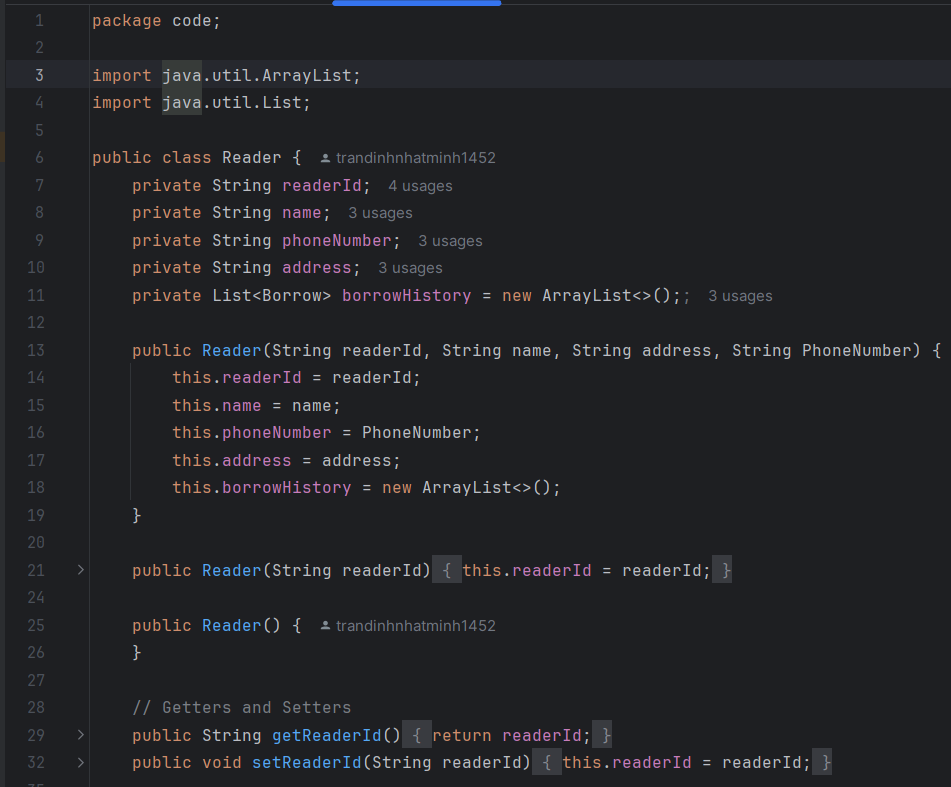 1 package code;
2
3 import java.util.ArrayList;
4 import java.util.List;
5
6 public class Reader { trandinhnhatminh1452
7 private String readerId; 4 usages
8 private String name; 3 usages
9 private String phoneNumber; 3 usages
10 private String address; 3 usages
11 private List<Borrow> borrowHistory = new ArrayList<>();; 3 usages
12
13 public Reader(String readerId, String name, String address, String PhoneNumber) {
14 this.readerId = readerId;
15 this.name = name;
16 this.phoneNumber = PhoneNumber;
17 this.address = address;
18 this.borrowHistory = new ArrayList<>();
19 }
20
21 public Reader(String readerId) { this.readerId = readerId; }
24
25 public Reader() { trandinhnhatminh1452
26 }
27
28 // Getters and Setters
29 public String getReaderId() { return readerId; }
32 public void setReaderId(String readerId) { this.readerId = readerId; }